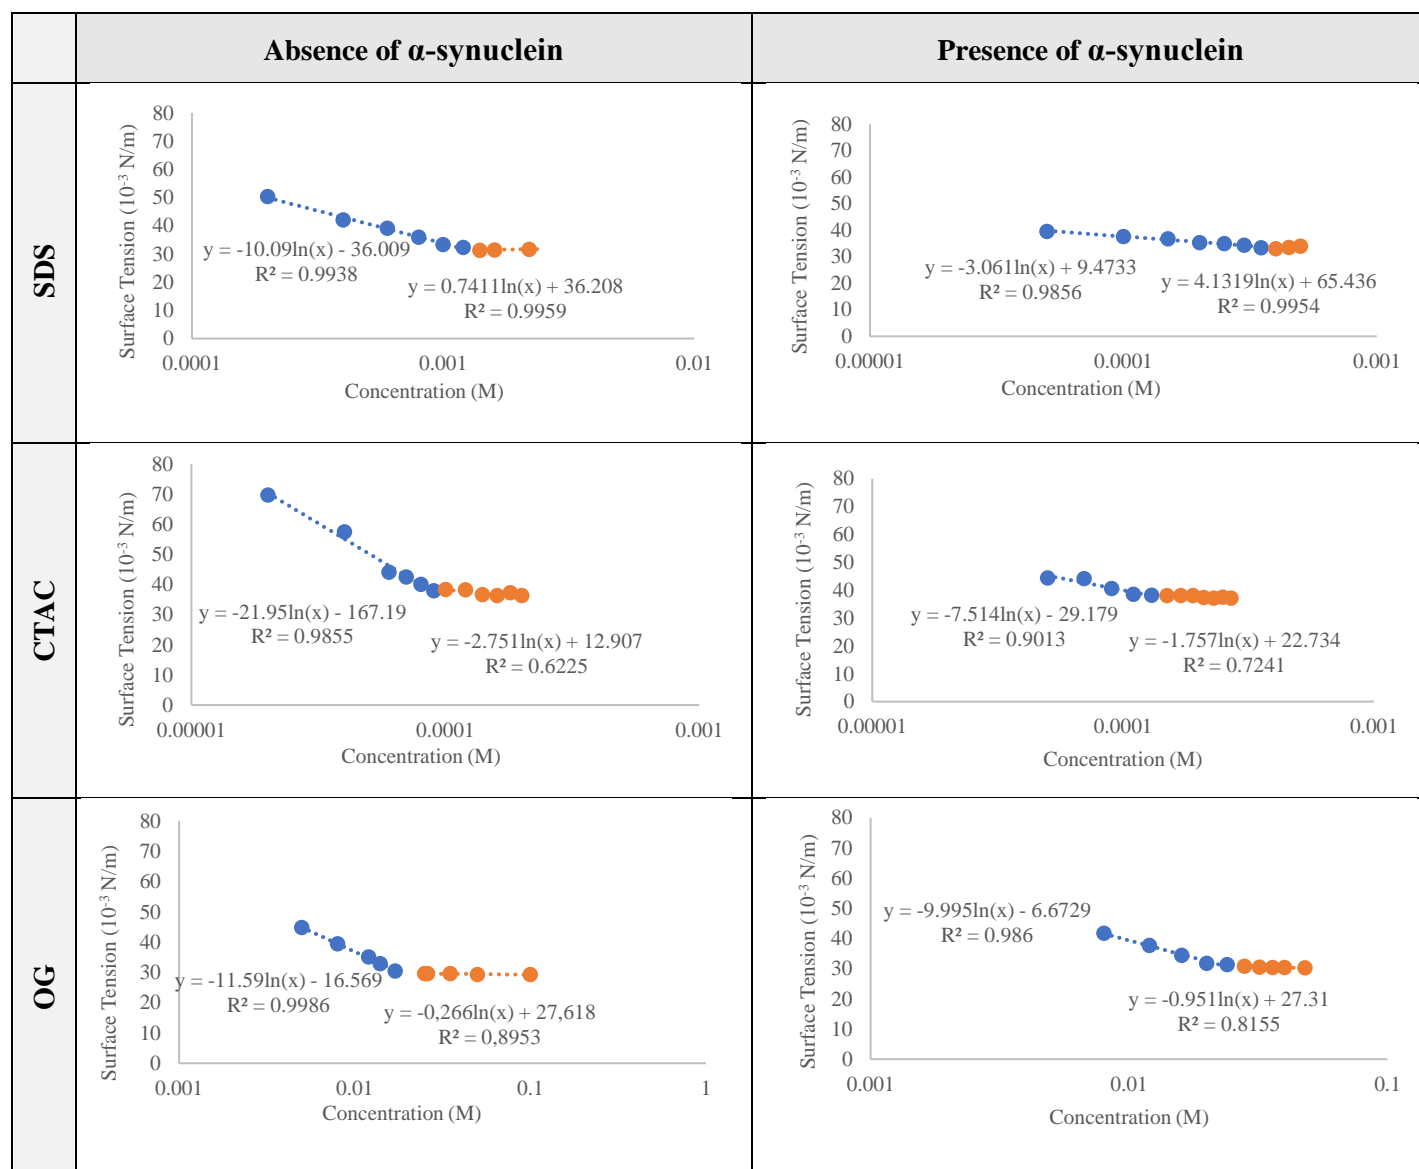 Absence of α-synuclein
Presence of α-synuclein
SDS
Surface Tension (10-3 N/m)
80
70
60
50
40
30
20
10
0
y = -10.09ln(x) - 36.009
R² = 0.9938
y = 0.7411ln(x) + 36.208
R² = 0.9959
0.0001
0.001
0.01
Concentration (M)
Surface Tension (10-3 N/m)
80
70
60
50
40
30
20
10
0
y = -3.061ln(x) + 9.4733
R² = 0.9856
y = 4.1319ln(x) + 65.436
R² = 0.9954
0.00001
0.0001
0.001
Concentration (M)
CTAC
Surface Tension (10-3 N/m)
80
70
60
50
40
30
20
10
0
y = -21.95ln(x) - 167.19
R² = 0.9855
y = -2.751ln(x) + 12.907
R² = 0.6225
0.00001
0.0001
0.001
Concentration (M)
Surface Tension (10-3 N/m)
80
70
60
50
40
30
20
10
0
y = -7.514ln(x) - 29.179
R² = 0.9013
y = -1.757ln(x) + 22.734
R² = 0.7241
0.00001
0.0001
0.001
Concentration (M)
OG
Surface Tension (10-3 N/m)
80
70
60
50
40
30
20
10
0
y = -11.59ln(x) - 16.569
R² = 0.9986
y = -0,266ln(x) + 27,618
R² = 0,8953
0.001
0.01
0.1
1
Concentration (M)
Surface Tension (10-3 N/m)
80
70
60
50
40
30
20
10
0
y = -9.995ln(x) - 6.6729
R² = 0.986
y = -0.951ln(x) + 27.31
R² = 0.8155
0.001
0.01
0.1
Concentration (M)